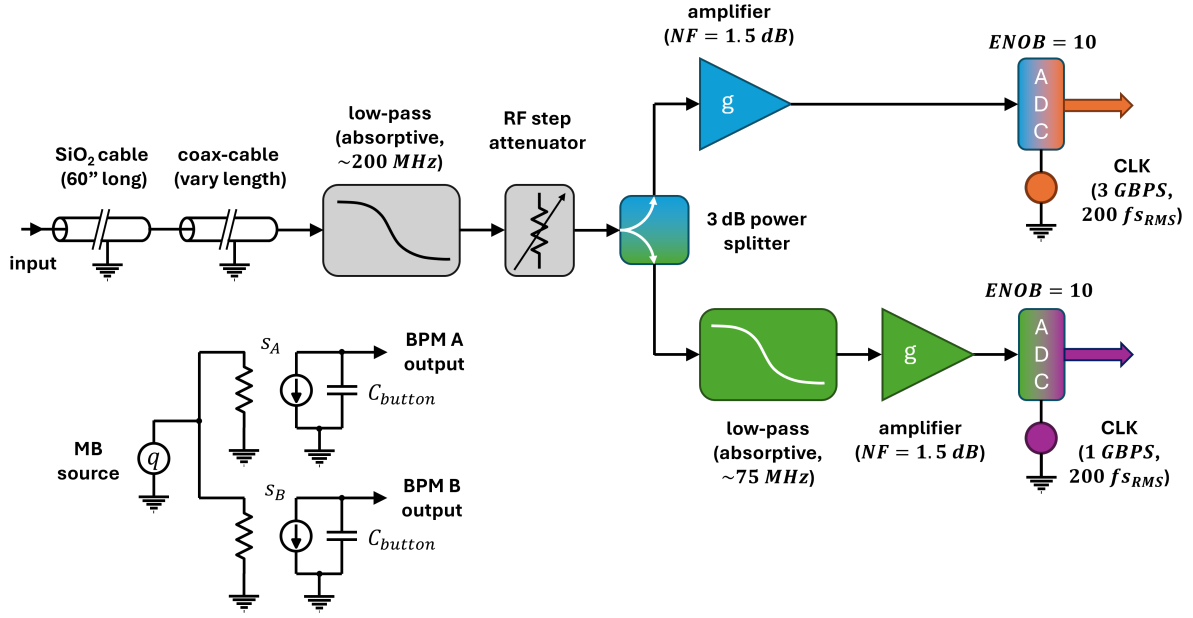 amplifier
(NF = 1.5 dB)
ENOB = 10
g
A
D
C
low-pass
(absorptive,
~200 MHz)
RF step
attenuator
SiO₂ cable
(60” long)
coax-cable
(vary length)
input
3 dB power
splitter
CLK
(3 GBPS,
200 fsRMS)
ENOB = 10
g
A
D
C
low-pass
(absorptive,
~75 MHz)
amplifier
(NF = 1.5 dB)
CLK
(1 GBPS,
200 fsRMS)
MB
source
q
sA
BPM A
output
Cbutton
sB
BPM B
output
Cbutton